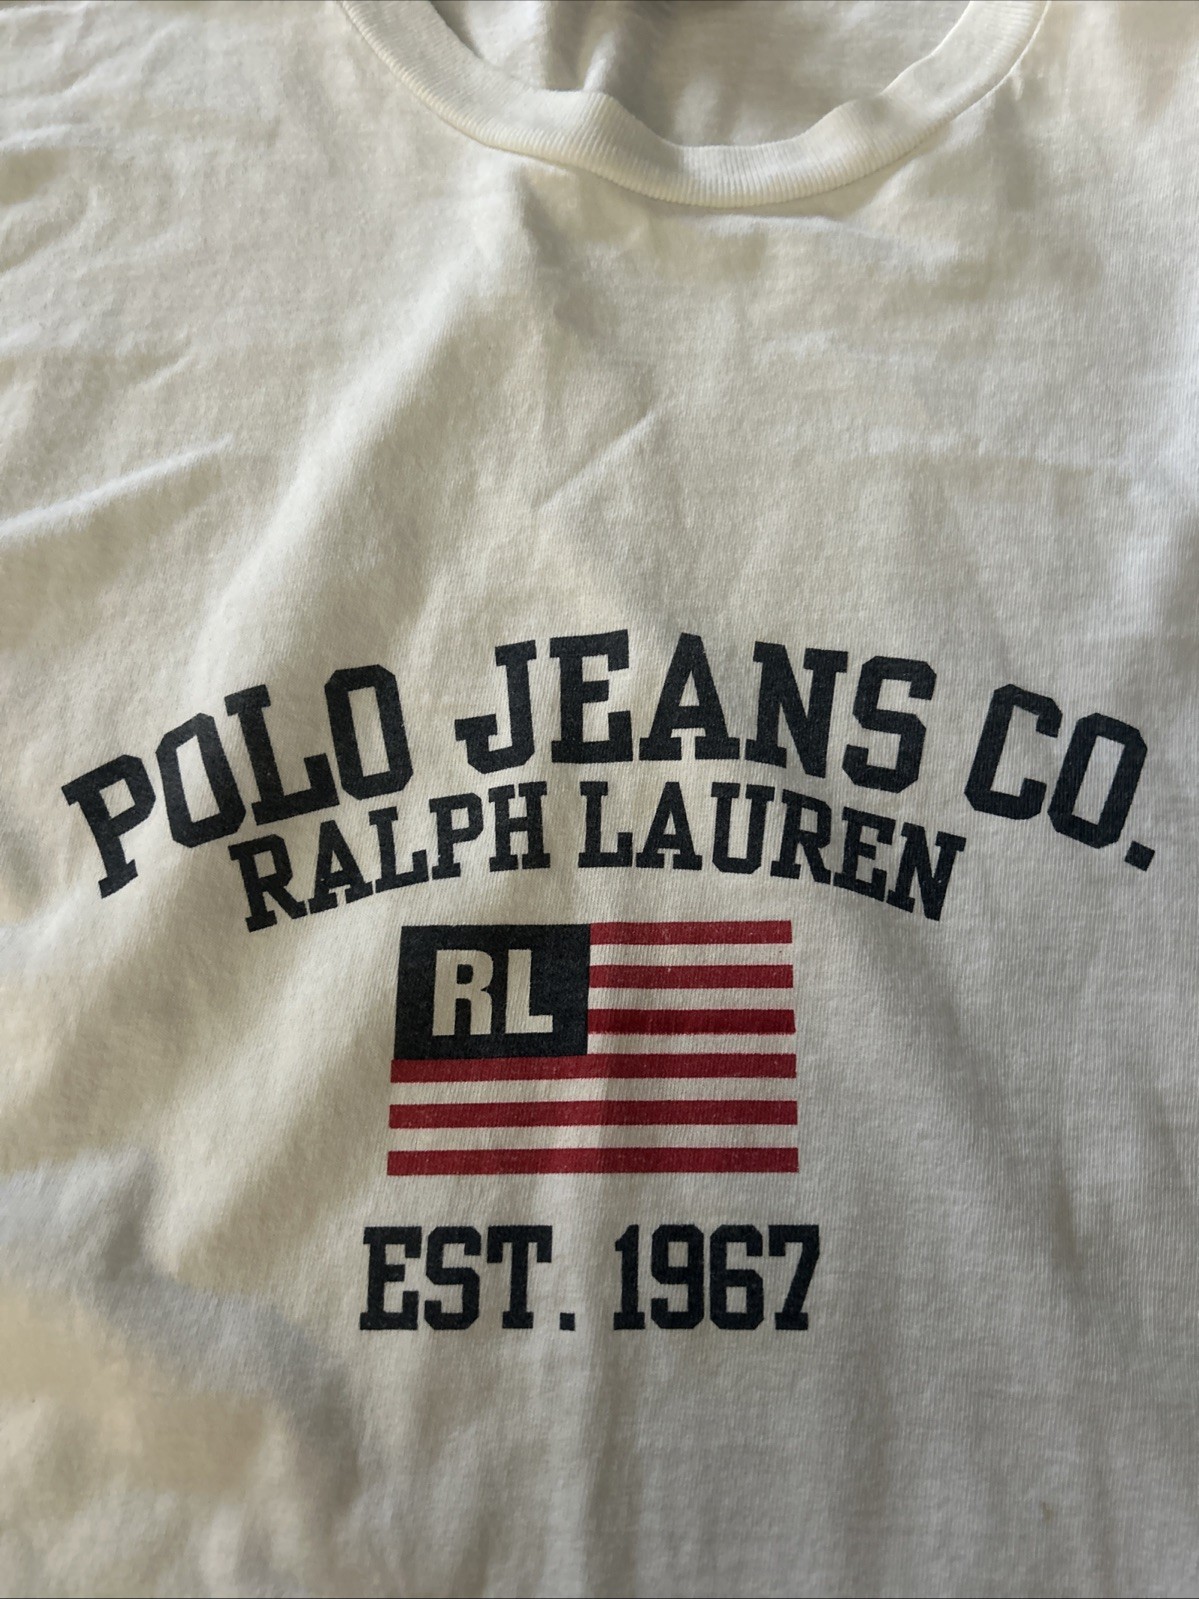 POLO JEANS CO.
RALPH LAUREN
RL
EST. 1967